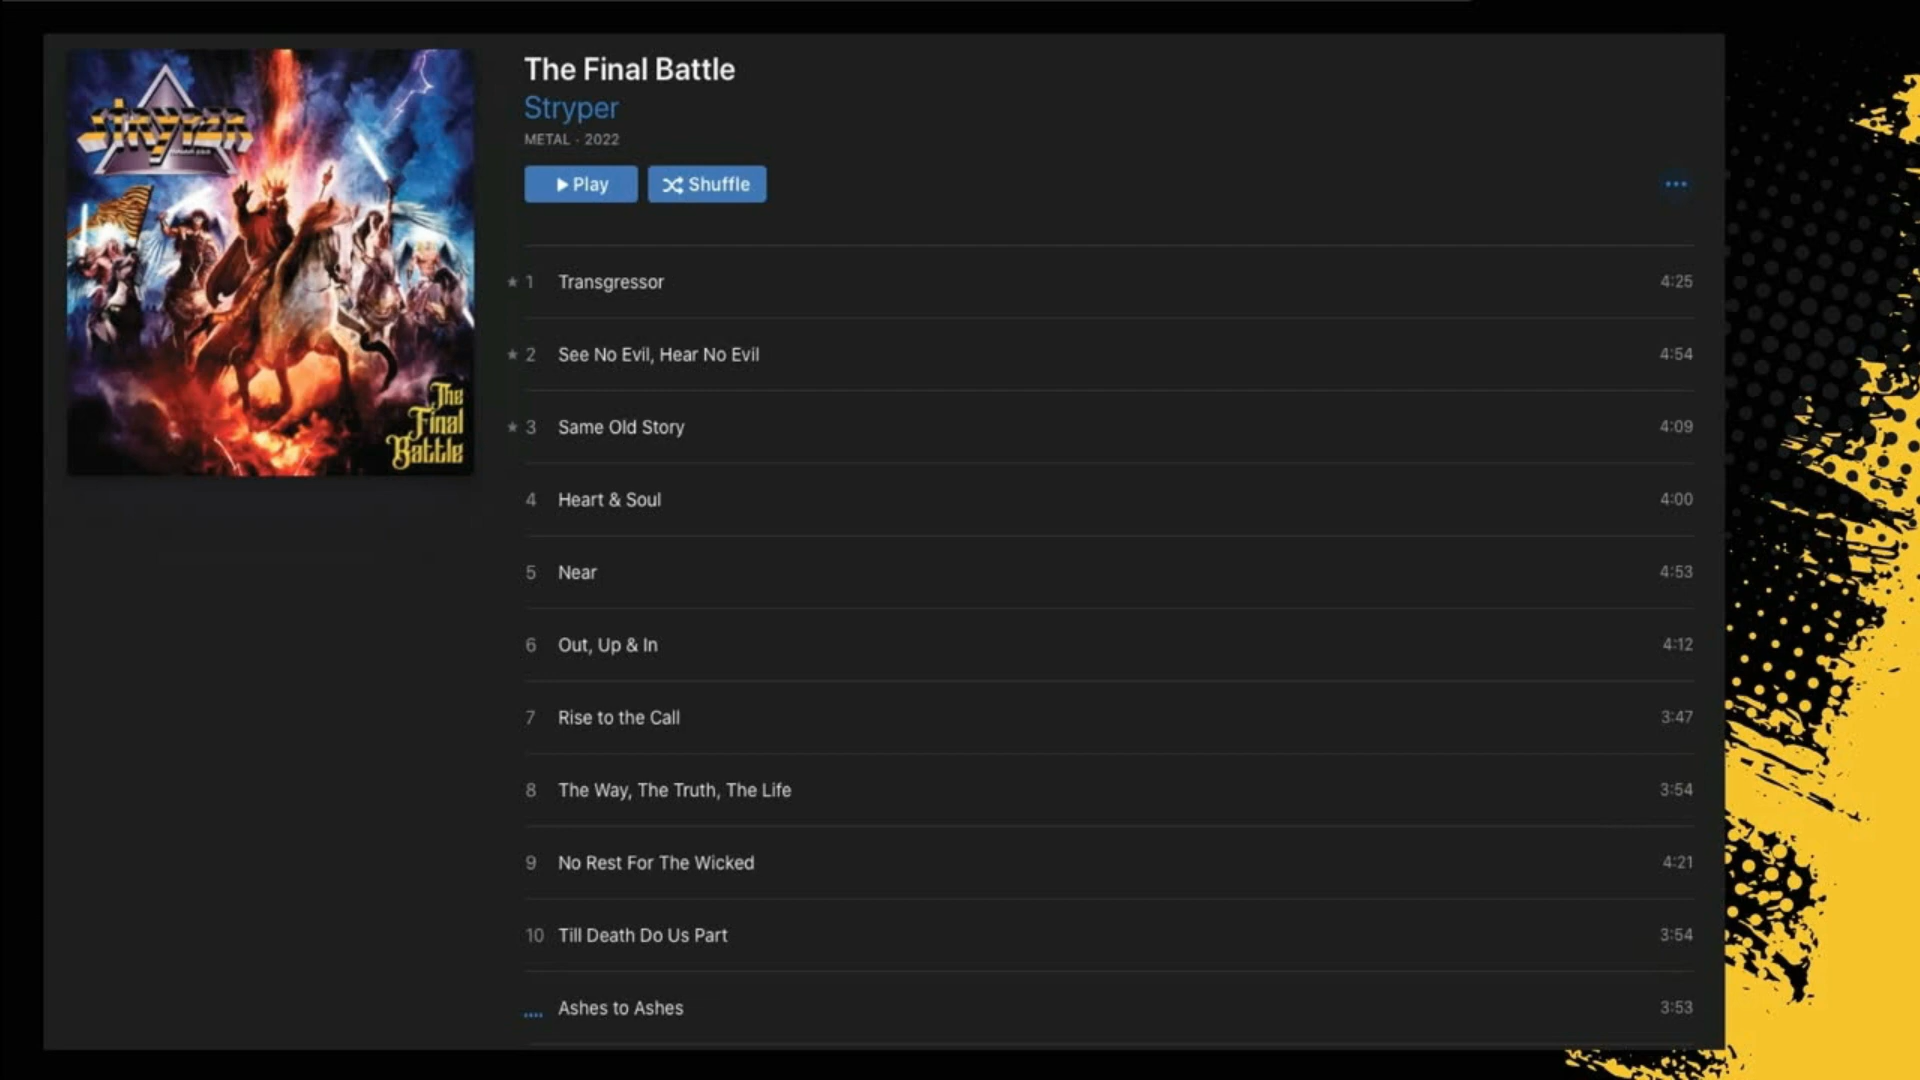 STRYPER
The
Final
Battle
The Final Battle
Stryper
METAL · 2022
Play
Shuffle
1 Transgressor 4:25
2 See No Evil, Hear No Evil 4:54
3 Same Old Story 4:09
4 Heart & Soul 4:00
5 Near 4:53
6 Out, Up & In 4:12
7 Rise to the Call 3:47
8 The Way, The Truth, The Life 3:54
9 No Rest For The Wicked 4:21
10 Till Death Do Us Part 3:54
Ashes to Ashes 3:53